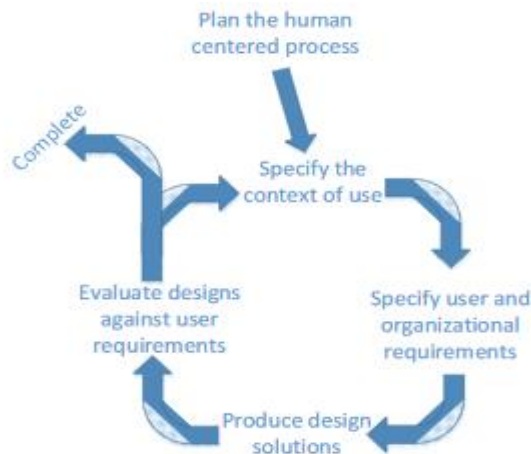 Plan the human
centered process
Complete
Specify the
context of use
Evaluate designs
against user
requirements
Specify user and
organizational
requirements
Produce design
solutions